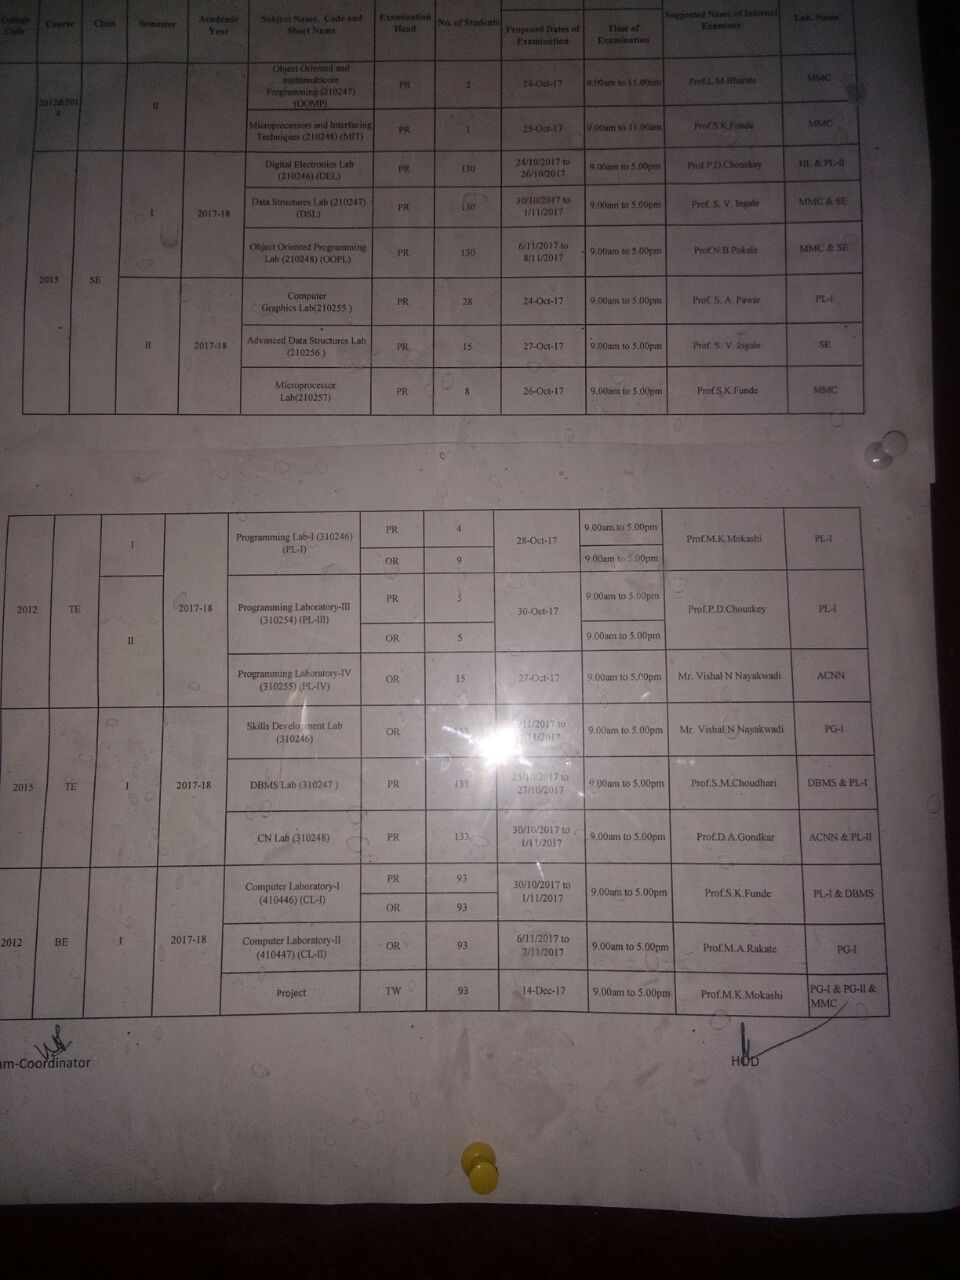 College Code Course Class Semester Academic Year Subject Name, Code and Short Name Examination Head No. of Students Proposed Dates of Examination Time of Examination Suggested Name of Internal Examiner Lab. Name
2012&2014 II Object Oriented and multimulticore Programming (210247) (OOMP) PR 2 24-Oct-17 9.00am to 11.00am Prof.L.M.Bharate MMC
Microprocessors and Interfacing Techniques (210248) (MIT) PR 1 25-Oct-17 9.00am to 11.00am Prof.S.K.Funde MMC
2015 SE I 2017-18 Digital Electronics Lab (210246) (DEL) PR 130 24/10/2017 to 26/10/2017 9.00am to 5.00pm Prof.P.D.Chouskey HL & PL-II
Data Structures Lab (210247) (DSL) PR 130 30/10/2017 to 1/11/2017 9.00am to 5.00pm Prof. S. V. Ingale MMC & SE
Object Oriented Programming Lab (210248) (OOPL) PR 130 6/11/2017 to 8/11/2017 9.00am to 5.00pm Prof.N.B.Pokale MMC & SE
II 2017-18 Computer Graphics Lab(210255 ) PR 28 24-Oct-17 9.00am to 5.00pm Prof. S. A. Pawar PL-I
Advanced Data Structures Lab (210256 ) PR 15 27-Oct-17 9.00am to 5.00pm Prof. S. V. Ingale SE
Microprocessor Lab(210257) PR 8 26-Oct-17 9.00am to 5.00pm Prof.S.K.Funde MMC
2012 TE I 2017-18 Programming Lab-I (310246) (PL-I) PR 4 28-Oct-17 9.00am to 5.00pm Prof.M.K.Mokashi PL-I
OR 9 9.00am to 5.00pm
II Programming Laboratory-III (310254) (PL-III) PR 5 30-Oct-17 9.00am to 5.00pm Prof.P.D.Chouskey PL-I
OR 5 9.00am to 5.00pm
Programming Laboratory-IV (310255) (PL-IV) OR 15 27-Oct-17 9.00am to 5.00pm Mr. Vishal N Nayakwadi ACNN
2015 TE I 2017-18 Skills Development Lab (310246) OR 133 9.00am to 5.00pm Mr. Vishal N Nayakwadi PG-I
DBMS Lab (310247 ) PR 133 25/10/2017 to 27/10/2017 9.00am to 5.00pm Prof.S.M.Choudhari DBMS & PL-I
CN Lab (310248) PR 133 30/10/2017 to 1/11/2017 9.00am to 5.00pm Prof.D.A.Gondkar ACNN & PL-II
2012 BE I 2017-18 Computer Laboratory-I (410446) (CL-I) PR 93 30/10/2017 to 1/11/2017 9.00am to 5.00pm Prof.S.K.Funde PL-I & DBMS
OR 93
Computer Laboratory-II (410447) (CL-II) OR 93 6/11/2017 to 7/11/2017 9.00am to 5.00pm Prof.M.A.Rakate PG-I
Project TW 93 14-Dec-17 9.00am to 5.00pm Prof.M.K.Mokashi PG-I & PG-II & MMC
am-Coordinator HOD